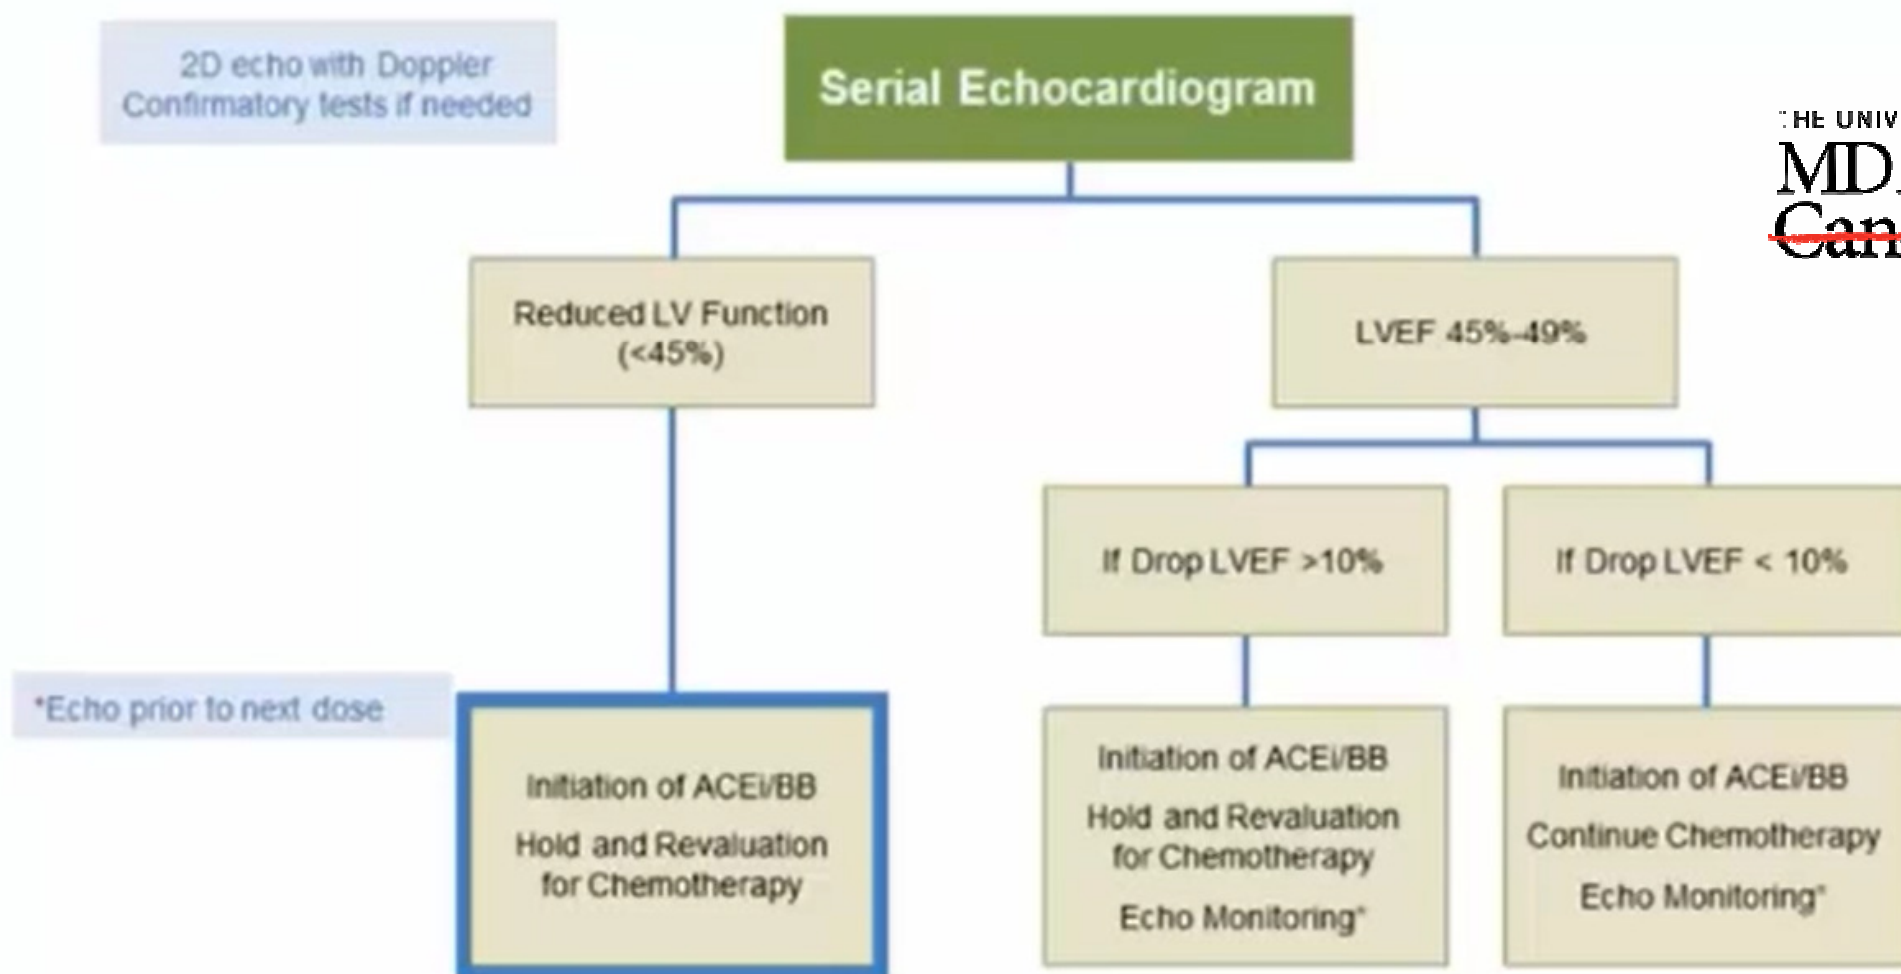 2D echo with Doppler
Confirmatory tests if needed
Serial Echocardiogram
THE UNIV
MD
Can
Reduced LV Function
(<45%)
LVEF 45%-49%
If Drop LVEF >10%
If Drop LVEF < 10%
*Echo prior to next dose
Initiation of ACEi/BB
Hold and Revaluation
for Chemotherapy
Initiation of ACEi/BB
Hold and Revaluation
for Chemotherapy
Echo Monitoring*
Initiation of ACEi/BB
Continue Chemotherapy
Echo Monitoring*